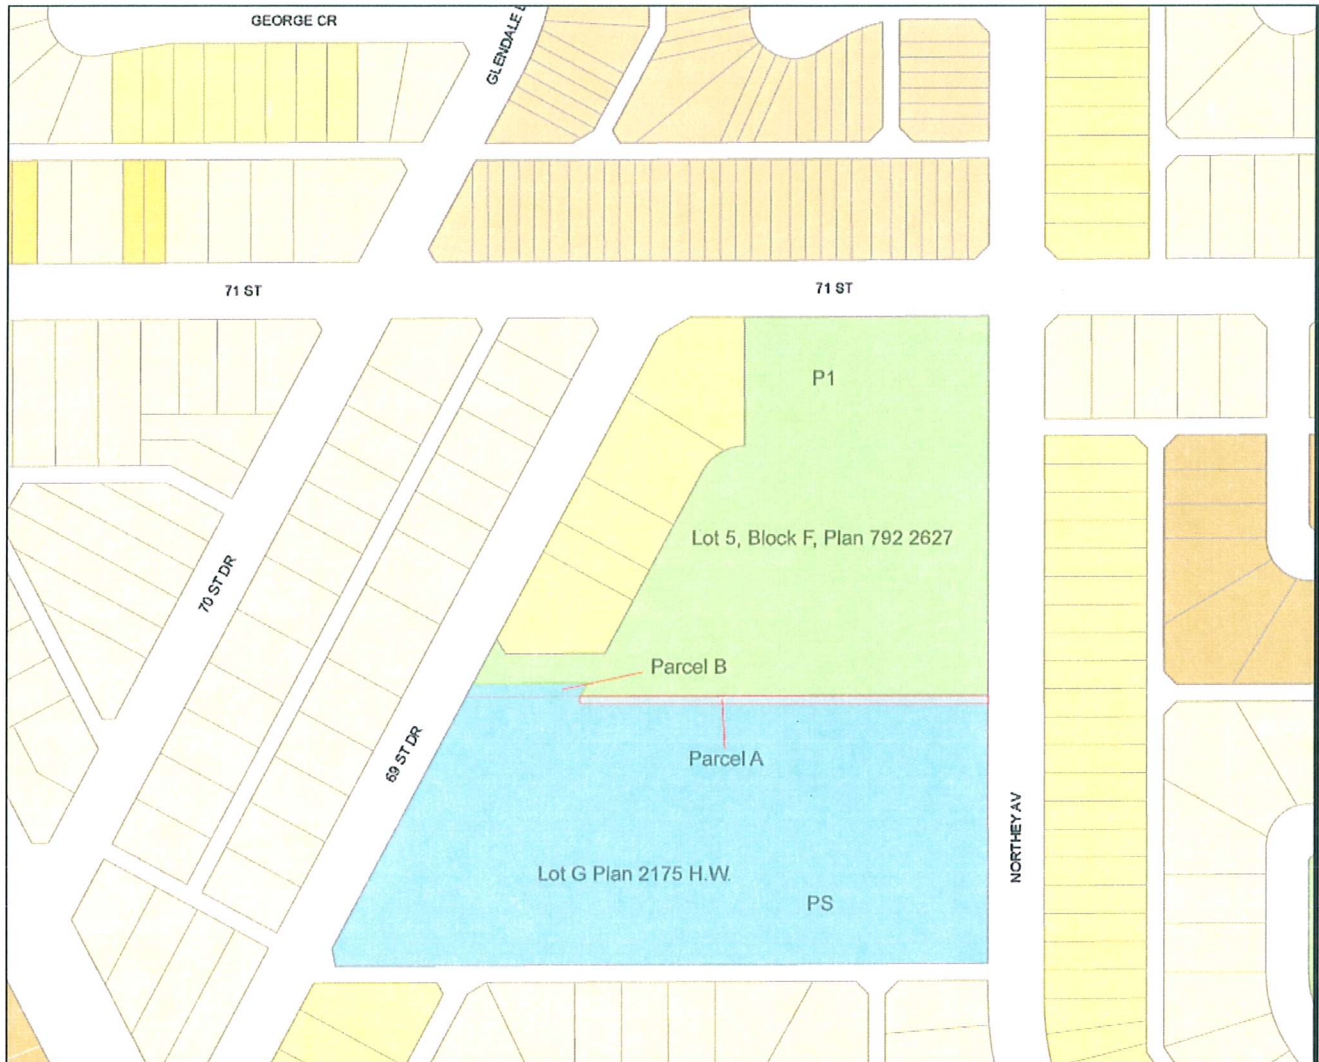 GEORGE CR
GLENDALE
71 ST
71 ST
P1
Lot 5, Block F, Plan 792 2627
70 ST DR
Parcel B
69 ST DR
Parcel A
NORTHEY AV
Lot G Plan 2175 H.W.
PS